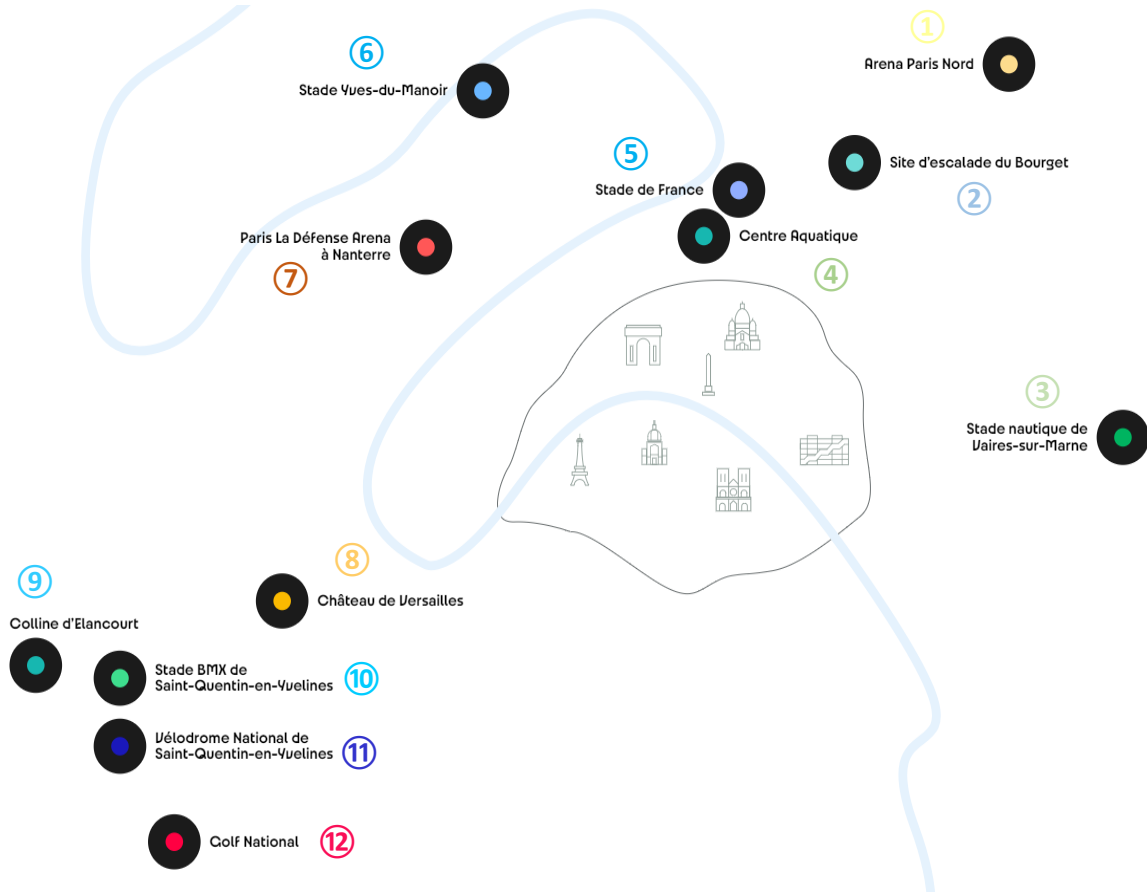 ①
Arena Paris Nord
⑥
Stade Yves-du-Manoir
⑤
Stade de France
Site d'escalade du Bourget
②
Paris La Défense Arena
à Nanterre
⑦
Centre Aquatique
④
③
Stade nautique de
Vaires-sur-Marne
⑧
Château de Versailles
⑨
Colline d'Elancourt
Stade BMX de
Saint-Quentin-en-Yvelines
⑩
Vélodrome National de
Saint-Quentin-en-Yvelines
⑪
Golf National
⑫